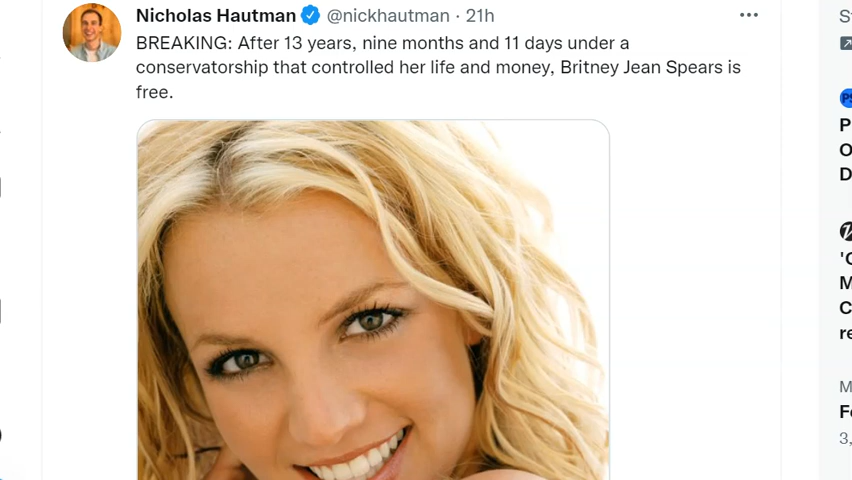 Nicholas Hautman @nickhautman · 21h
BREAKING: After 13 years, nine months and 11 days under a
conservatorship that controlled her life and money, Britney Jean Spears is
free.